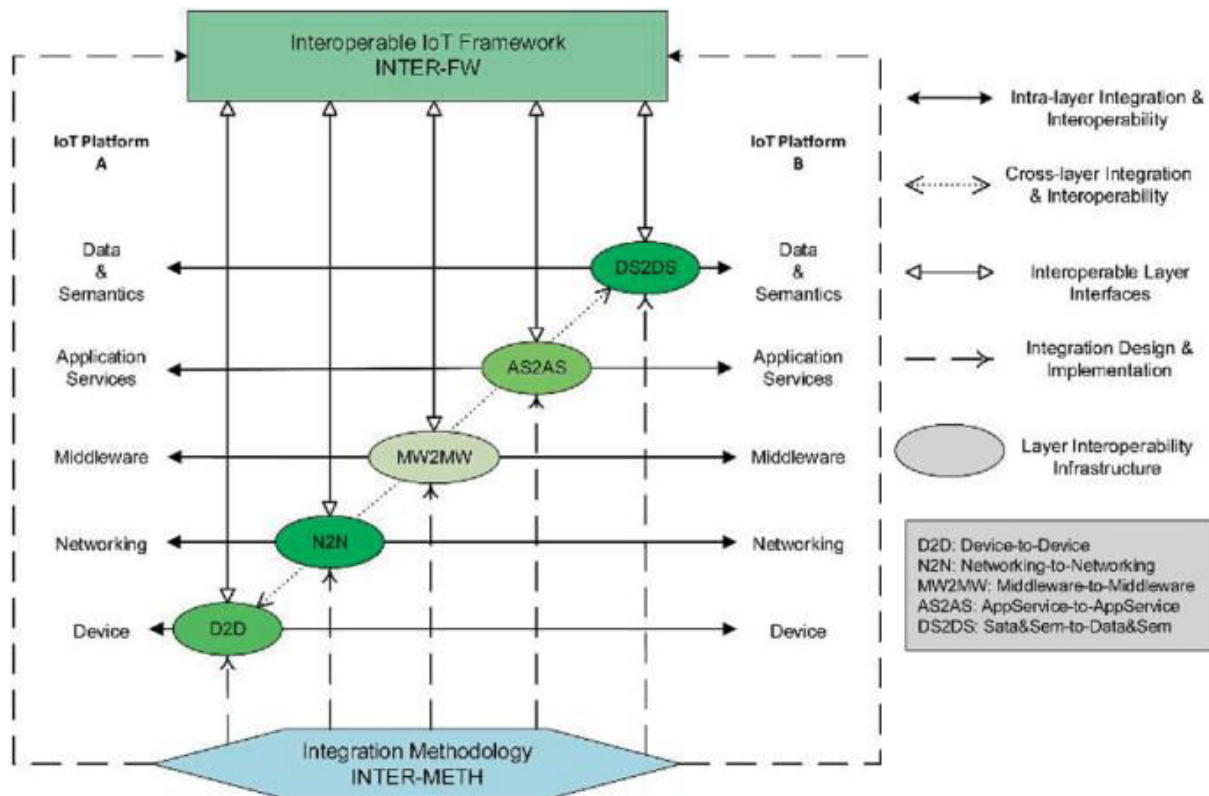 Interoperable IoT Framework
INTER-FW
IoT Platform
A
IoT Platform
B
Data
&
Semantics
DS2DS
Data
&
Semantics
Application
Services
AS2AS
Application
Services
Middleware
MW2MW
Middleware
Networking
N2N
Networking
Device
D2D
Device
Integration Methodology
INTER-METH
Intra-layer Integration &
Interoperability
Cross-layer Integration
& Interoperability
Interoperable Layer
Interfaces
Integration Design &
Implementation
Layer Interoperability
Infrastructure
D2D: Device-to-Device
N2N: Networking-to-Networking
MW2MW: Middleware-to-Middleware
AS2AS: AppService-to-AppService
DS2DS: Sata&Sem-to-Data&Sem